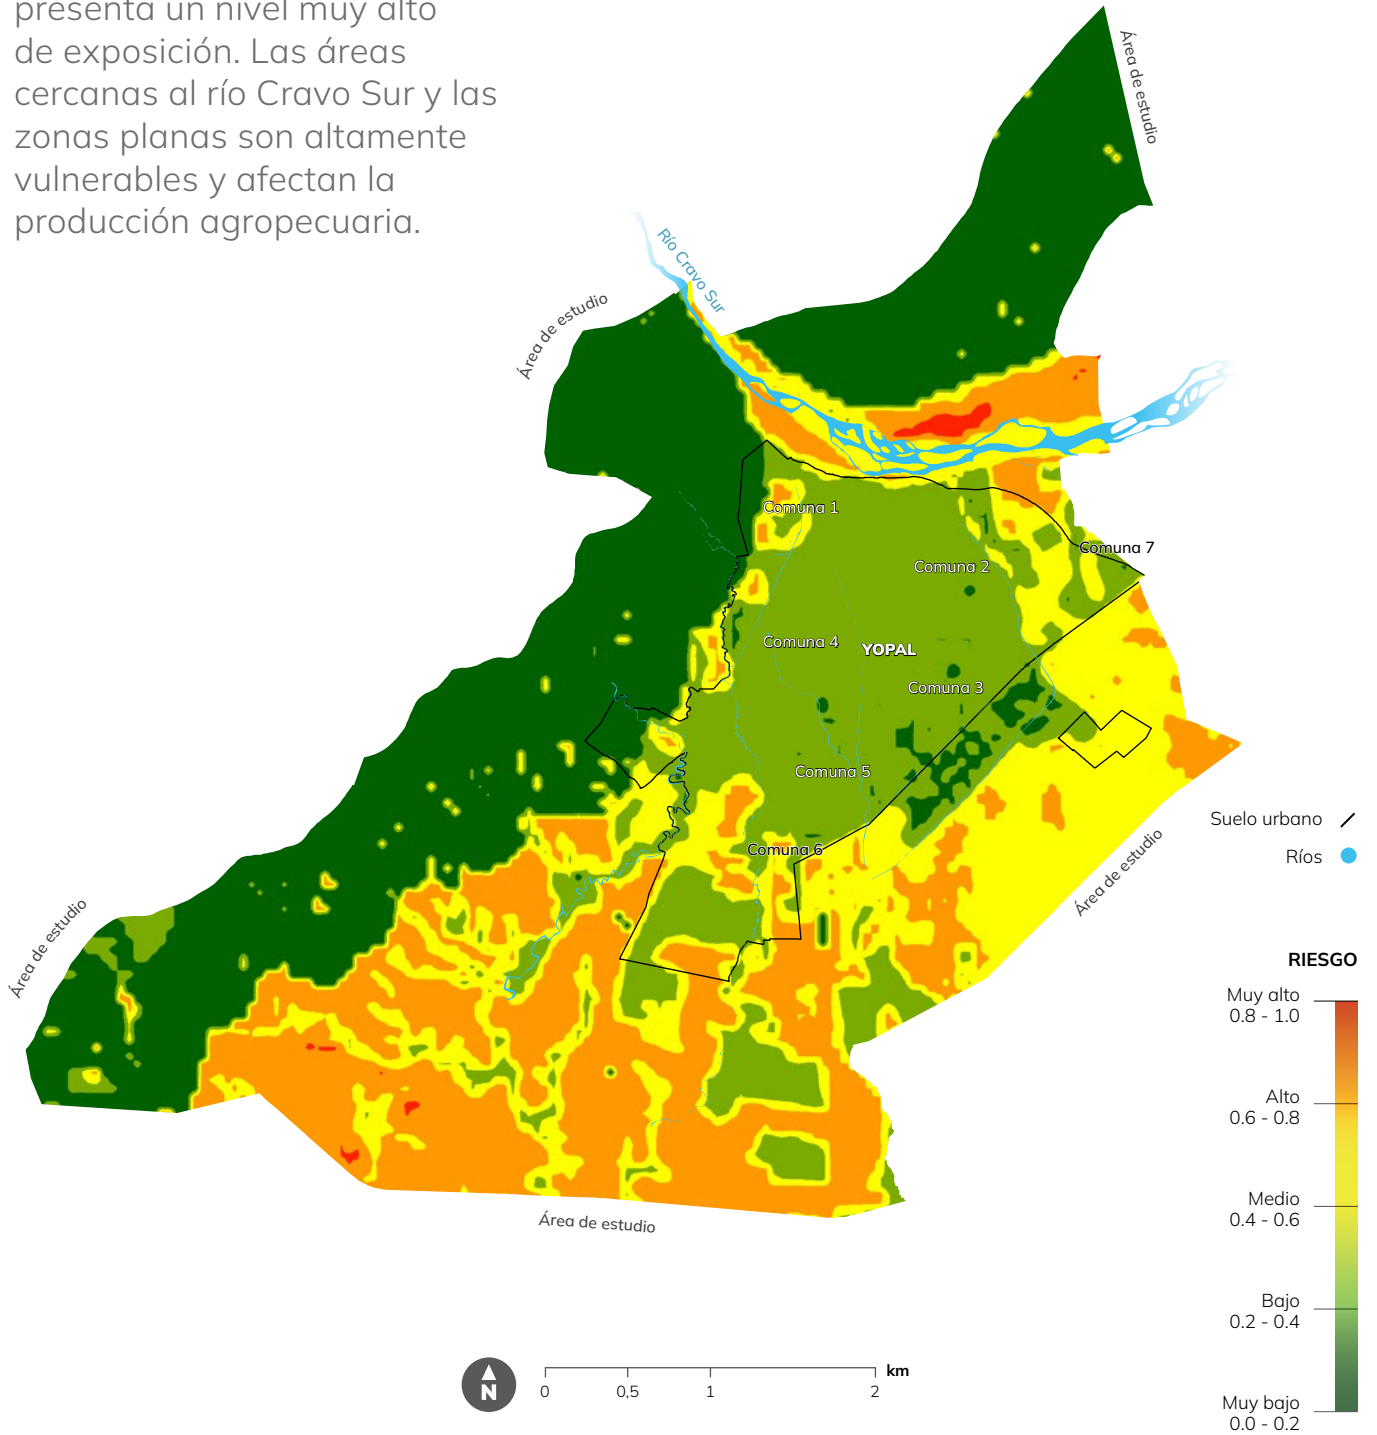 presenta un nivel muy alto
de exposición. Las áreas
cercanas al río Cravo Sur y las
zonas planas son altamente
vulnerables y afectan la
producción agropecuaria.
Área de estudio
Río Cravo Sur
Área de estudio
Comuna 1
Comuna 7
Comuna 2
Comuna 4
YOPAL
Comuna 3
Comuna 5
Comuna 6
Área de estudio
Área de estudio
Área de estudio
Suelo urbano
Ríos
RIESGO
Muy alto
0.8 - 1.0
Alto
0.6 - 0.8
Medio
0.4 - 0.6
Bajo
0.2 - 0.4
Muy bajo
0.0 - 0.2
N
km
0 0,5 1 2